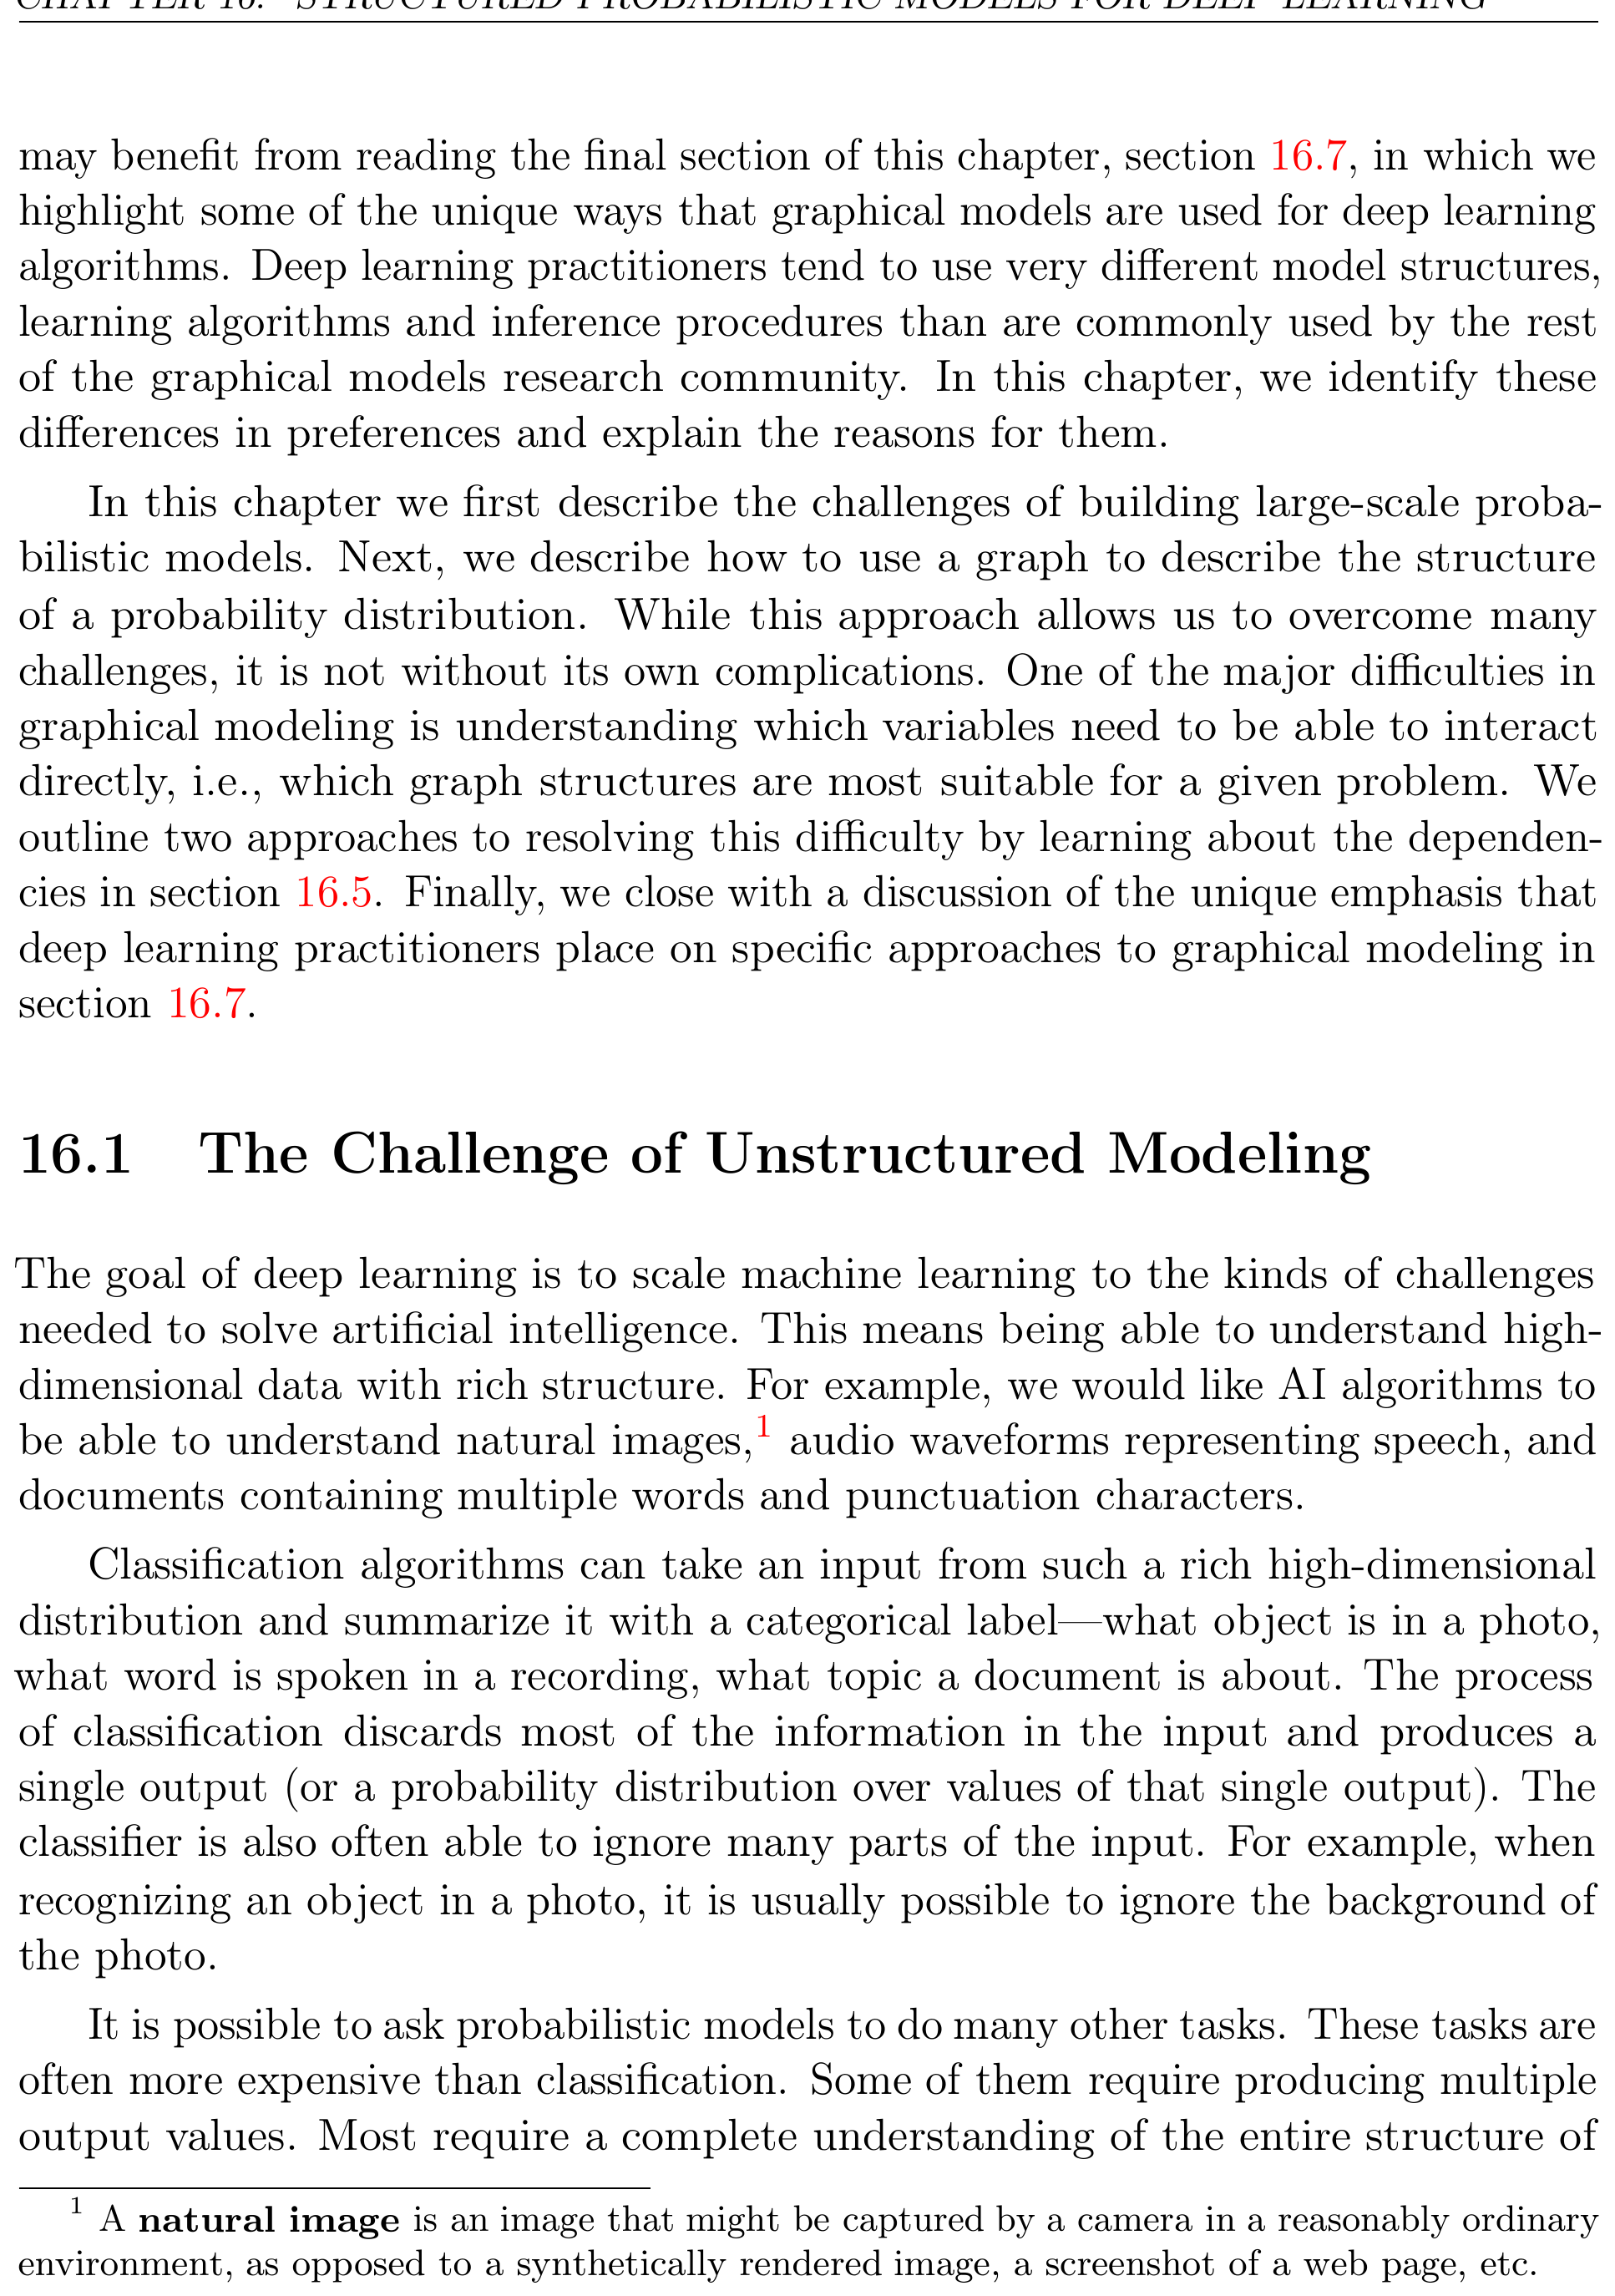 CHAPTER 16. STRUCTURED PROBABILISTIC MODELS FOR DEEP LEARNING
may benefit from reading the final section of this chapter, section 16.7, in which we
highlight some of the unique ways that graphical models are used for deep learning
algorithms. Deep learning practitioners tend to use very different model structures,
learning algorithms and inference procedures than are commonly used by the rest
of the graphical models research community. In this chapter, we identify these
differences in preferences and explain the reasons for them.
In this chapter we first describe the challenges of building large-scale proba-
bilistic models. Next, we describe how to use a graph to describe the structure
of a probability distribution. While this approach allows us to overcome many
challenges, it is not without its own complications. One of the major difficulties in
graphical modeling is understanding which variables need to be able to interact
directly, i.e., which graph structures are most suitable for a given problem. We
outline two approaches to resolving this difficulty by learning about the dependen-
cies in section 16.5. Finally, we close with a discussion of the unique emphasis that
deep learning practitioners place on specific approaches to graphical modeling in
section 16.7.
16.1 The Challenge of Unstructured Modeling
The goal of deep learning is to scale machine learning to the kinds of challenges
needed to solve artificial intelligence. This means being able to understand high-
dimensional data with rich structure. For example, we would like AI algorithms to
be able to understand natural images,1 audio waveforms representing speech, and
documents containing multiple words and punctuation characters.
Classification algorithms can take an input from such a rich high-dimensional
distribution and summarize it with a categorical label—what object is in a photo,
what word is spoken in a recording, what topic a document is about. The process
of classification discards most of the information in the input and produces a
single output (or a probability distribution over values of that single output). The
classifier is also often able to ignore many parts of the input. For example, when
recognizing an object in a photo, it is usually possible to ignore the background of
the photo.
It is possible to ask probabilistic models to do many other tasks. These tasks are
often more expensive than classification. Some of them require producing multiple
output values. Most require a complete understanding of the entire structure of
1 A natural image is an image that might be captured by a camera in a reasonably ordinary
environment, as opposed to a synthetically rendered image, a screenshot of a web page, etc.